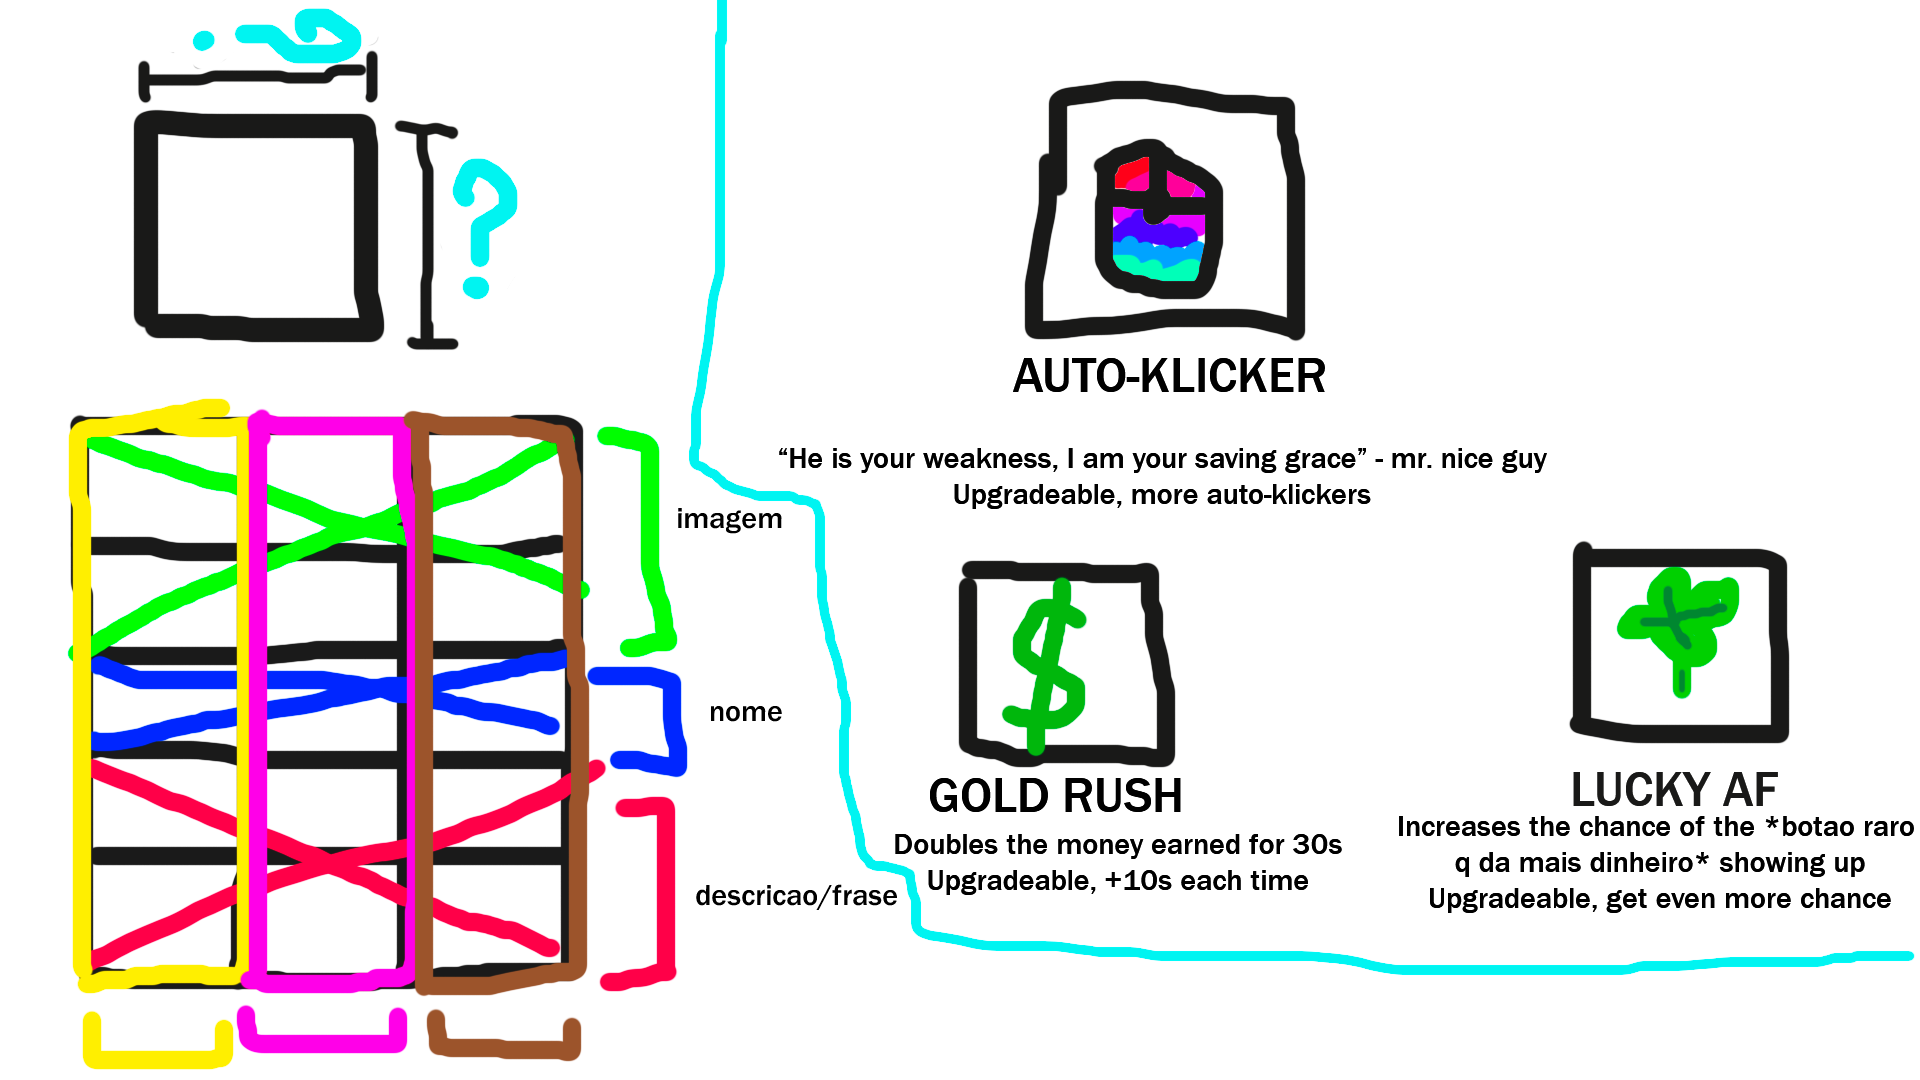 ?
?
imagem
nome
descricao/frase
AUTO-KLICKER
“He is your weakness, I am your saving grace” - mr. nice guy
Upgradeable, more auto-klickers
$
GOLD RUSH
Doubles the money earned for 30s
Upgradeable, +10s each time
LUCKY AF
Increases the chance of the *botao raro
q da mais dinheiro* showing up
Upgradeable, get even more chance